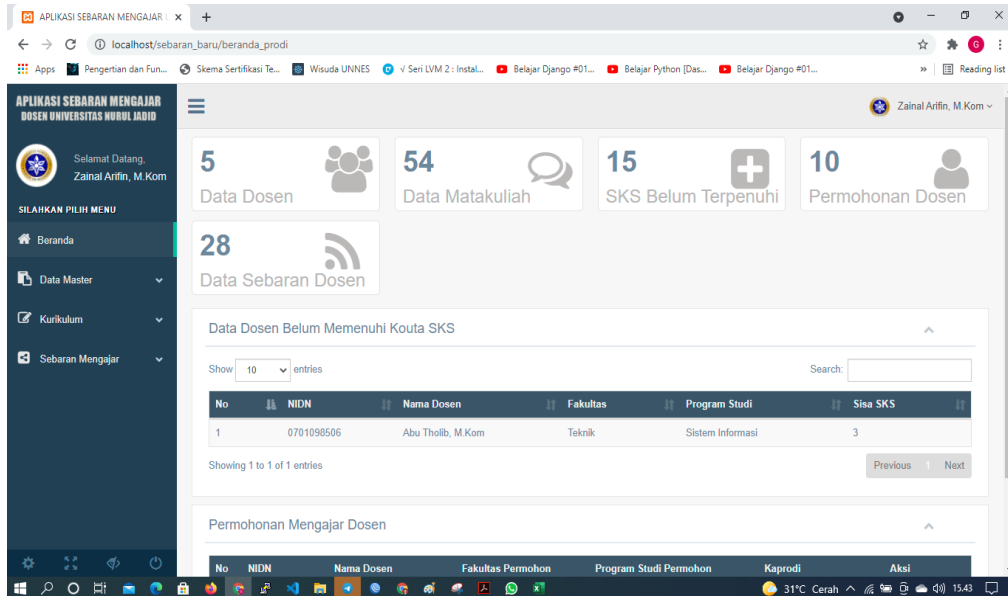 APLIKASI SEBARAN MENGAJAR U
localhost/sebaran_baru/beranda_prodi
G
Apps Pengertian dan Fun... Skema Sertifikasi Te... Wisuda UNNES √ Seri LVM 2 : Instal... Belajar Django #01... Belajar Python [Das... Belajar Django #01... » Reading list
APLIKASI SEBARAN MENGAJAR
DOSEN UNIVERSITAS NURUL JADID
Zainal Arifin, M.Kom
Selamat Datang,
Zainal Arifin, M.Kom
SILAHKAN PILIH MENU
Beranda
Data Master
Kurikulum
Sebaran Mengajar
5
Data Dosen
54
Data Matakuliah
15
SKS Belum Terpenuhi
10
Permohonan Dosen
28
Data Sebaran Dosen
Data Dosen Belum Memenuhi Kouta SKS
Show 10 entries Search:
No NIDN Nama Dosen Fakultas Program Studi Sisa SKS
1 0701098506 Abu Tholib, M.Kom Teknik Sistem Informasi 3
Showing 1 to 1 of 1 entries Previous 1 Next
Permohonan Mengajar Dosen
No NIDN Nama Dosen Fakultas Permohon Program Studi Permohon Kaprodi Aksi
31°C Cerah 15.43